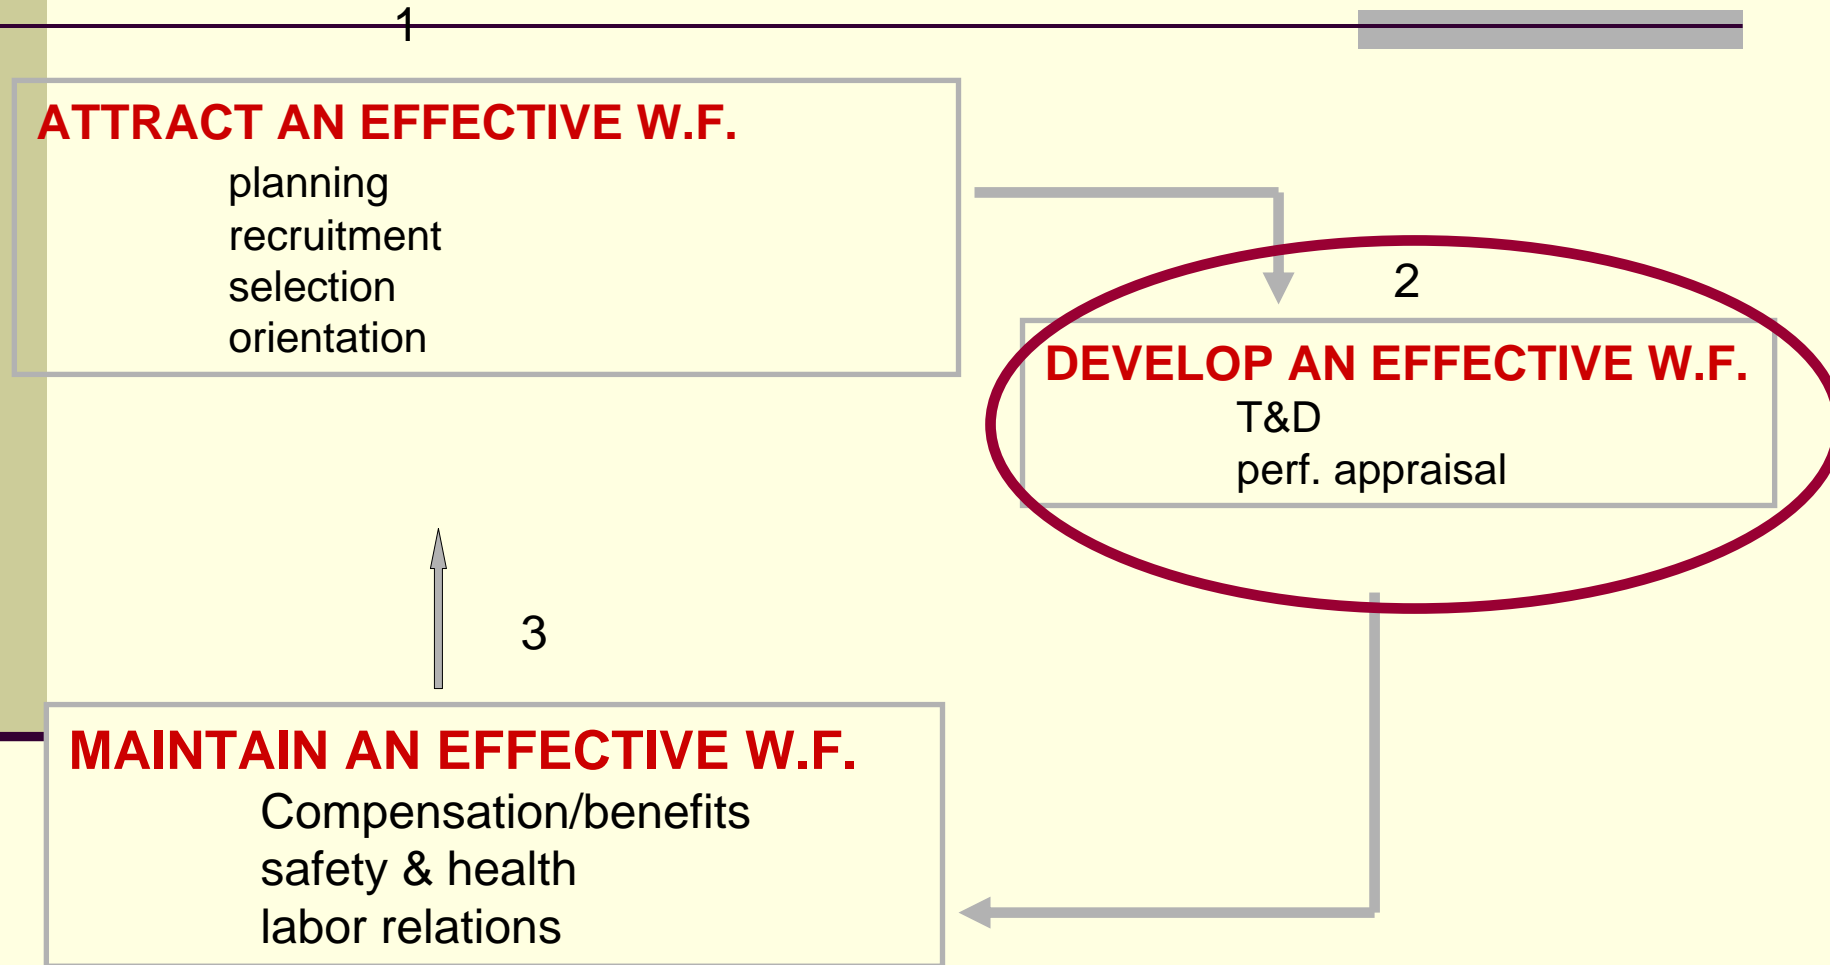 1
ATTRACT AN EFFECTIVE W.F.
planning
recruitment
selection
orientation
2
DEVELOP AN EFFECTIVE W.F.
T&D
perf. appraisal
3
MAINTAIN AN EFFECTIVE W.F.
Compensation/benefits
safety & health
labor relations